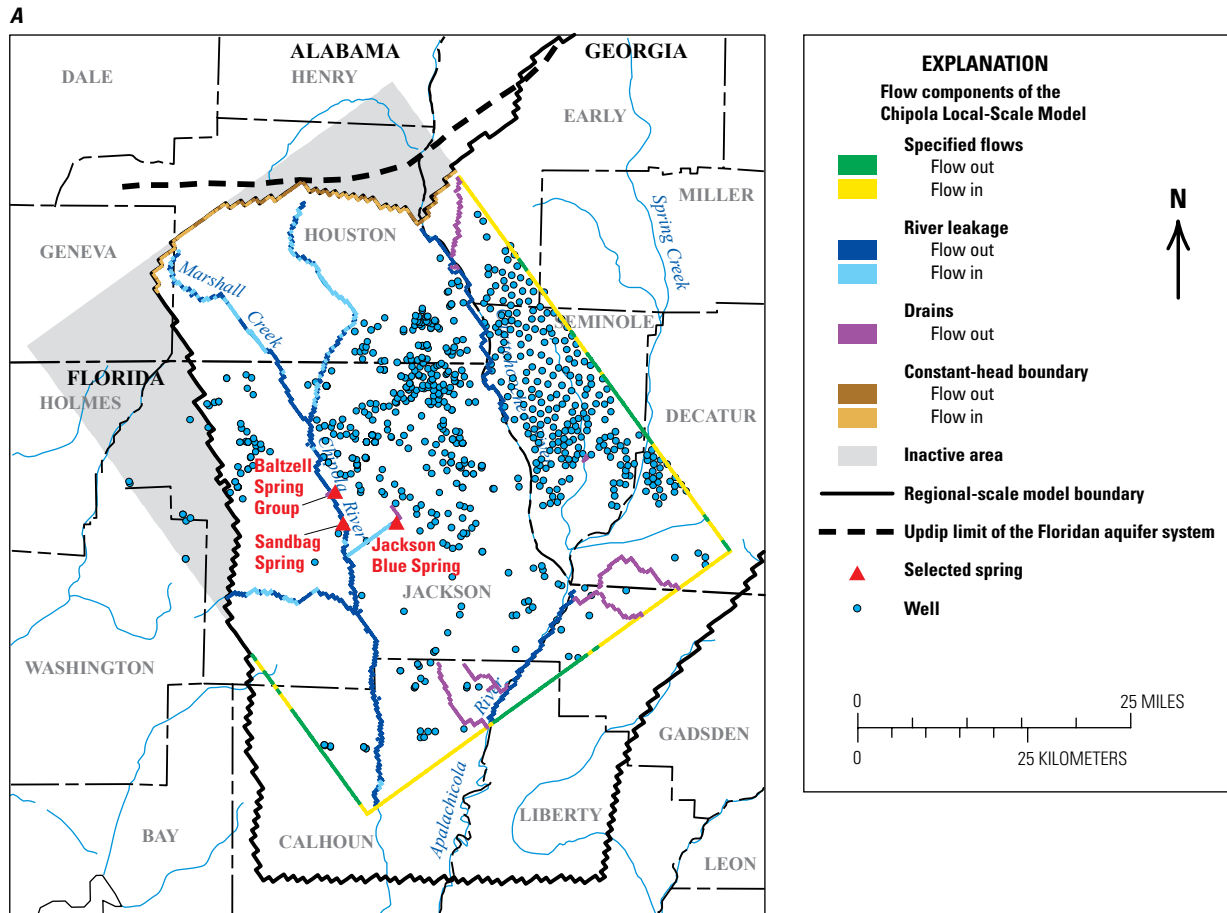 A
ALABAMA
GEORGIA
DALE
HENRY
EARLY
MILLER
Spring Creek
GENEVA
HOUSTON
Marshall
Creek
SEMINOLE
FLORIDA
HOLMES
DECATUR
Chipola River
Baltzell
Spring
Group
Sandbag
Spring
Jackson
Blue Spring
JACKSON
WASHINGTON
River
GADSDEN
Apalachicola
LIBERTY
BAY
CALHOUN
LEON
EXPLANATION
Flow components of the
Chipola Local-Scale Model
Specified flows
Flow out
Flow in
River leakage
Flow out
Flow in
Drains
Flow out
Constant-head boundary
Flow out
Flow in
Inactive area
Regional-scale model boundary
Updip limit of the Floridan aquifer system
Selected spring
Well
N
0 25 MILES
0 25 KILOMETERS